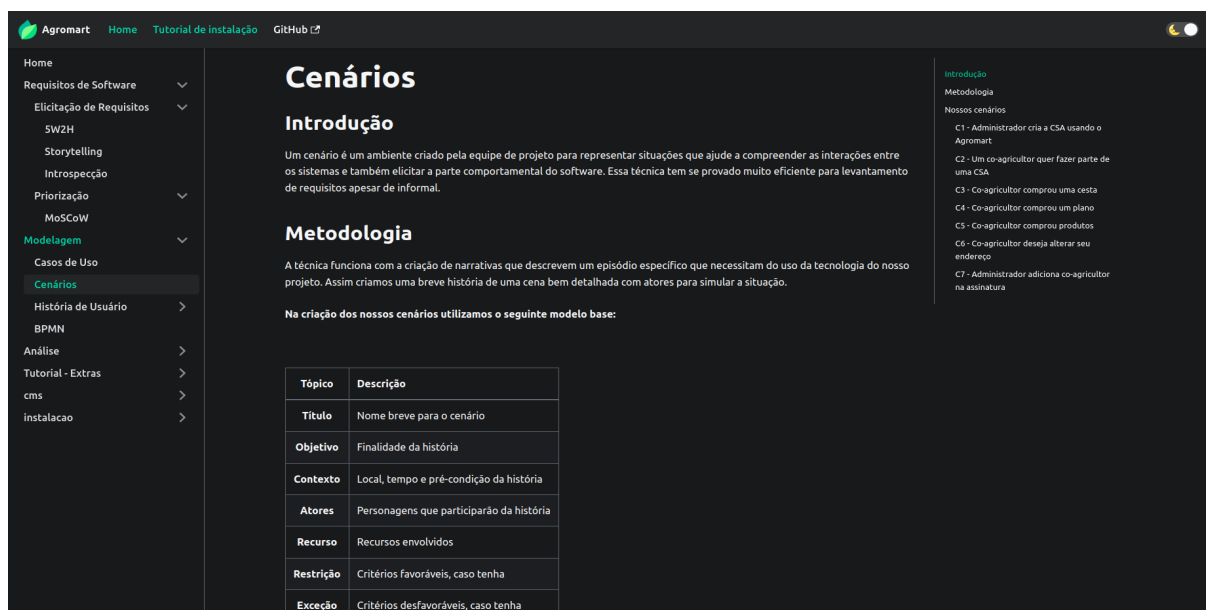 Agromart Home Tutorial de instalação GitHub
Home
Requisitos de Software
Elicitação de Requisitos
5W2H
Storytelling
Introspecção
Priorização
MoSCoW
Modelagem
Casos de Uso
Cenários
História de Usuário
BPMN
Análise
Tutorial - Extras
cms
instalacao
Cenários
Introdução
Um cenário é um ambiente criado pela equipe de projeto para representar situações que ajude a compreender as interações entre
os sistemas e também elicitar a parte comportamental do software. Essa técnica tem se provado muito eficiente para levantamento
de requisitos apesar de informal.
Metodologia
A técnica funciona com a criação de narrativas que descrevem um episódio específico que necessitam do uso da tecnologia do nosso
projeto. Assim criamos uma breve história de uma cena bem detalhada com atores para simular a situação.
Na criação dos nossos cenários utilizamos o seguinte modelo base:
Tópico Descrição
Título Nome breve para o cenário
Objetivo Finalidade da história
Contexto Local, tempo e pré-condição da história
Atores Personagens que participarão da história
Recurso Recursos envolvidos
Restrição Critérios favoráveis, caso tenha
Exceção Critérios desfavoráveis, caso tenha
Introdução
Metodologia
Nossos cenários
C1 - Administrador cria a CSA usando o
Agromart
C2 - Um co-agricultor quer fazer parte de
uma CSA
C3 - Co-agricultor comprou uma cesta
C4 - Co-agricultor comprou um plano
C5 - Co-agricultor comprou produtos
C6 - Co-agricultor deseja alterar seu
endereço
C7 - Administrador adiciona co-agricultor
na assinatura